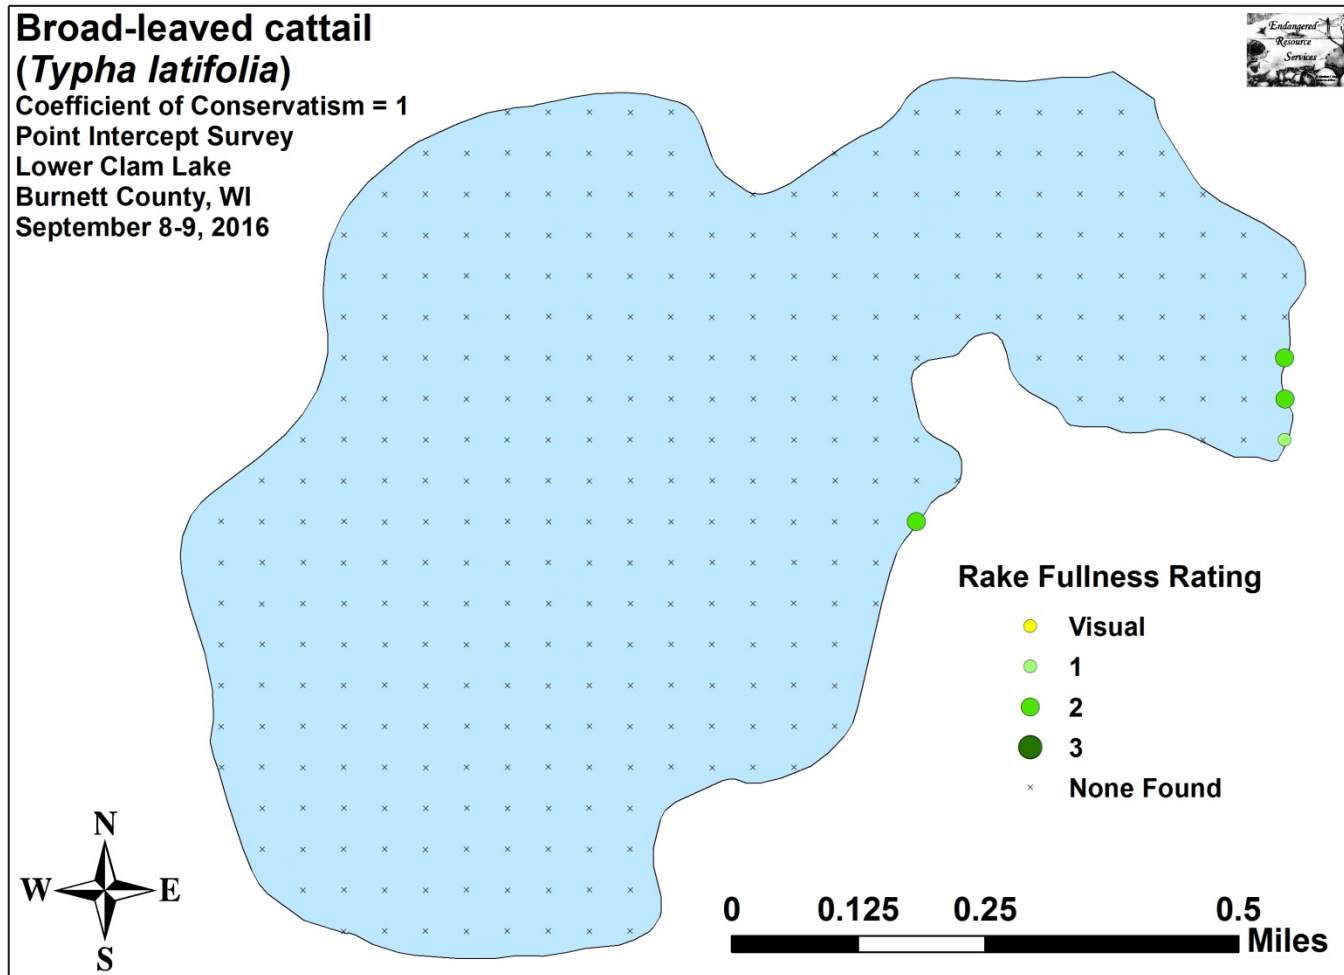 Broad-leaved cattail
(Typha latifolia)
Coefficient of Conservatism = 1
Point Intercept Survey
Lower Clam Lake
Burnett County, WI
September 8-9, 2016
Endangered
Resource
Services
Rake Fullness Rating
Visual
1
2
3
None Found
N
W E
S
0 0.125 0.25 0.5
Miles